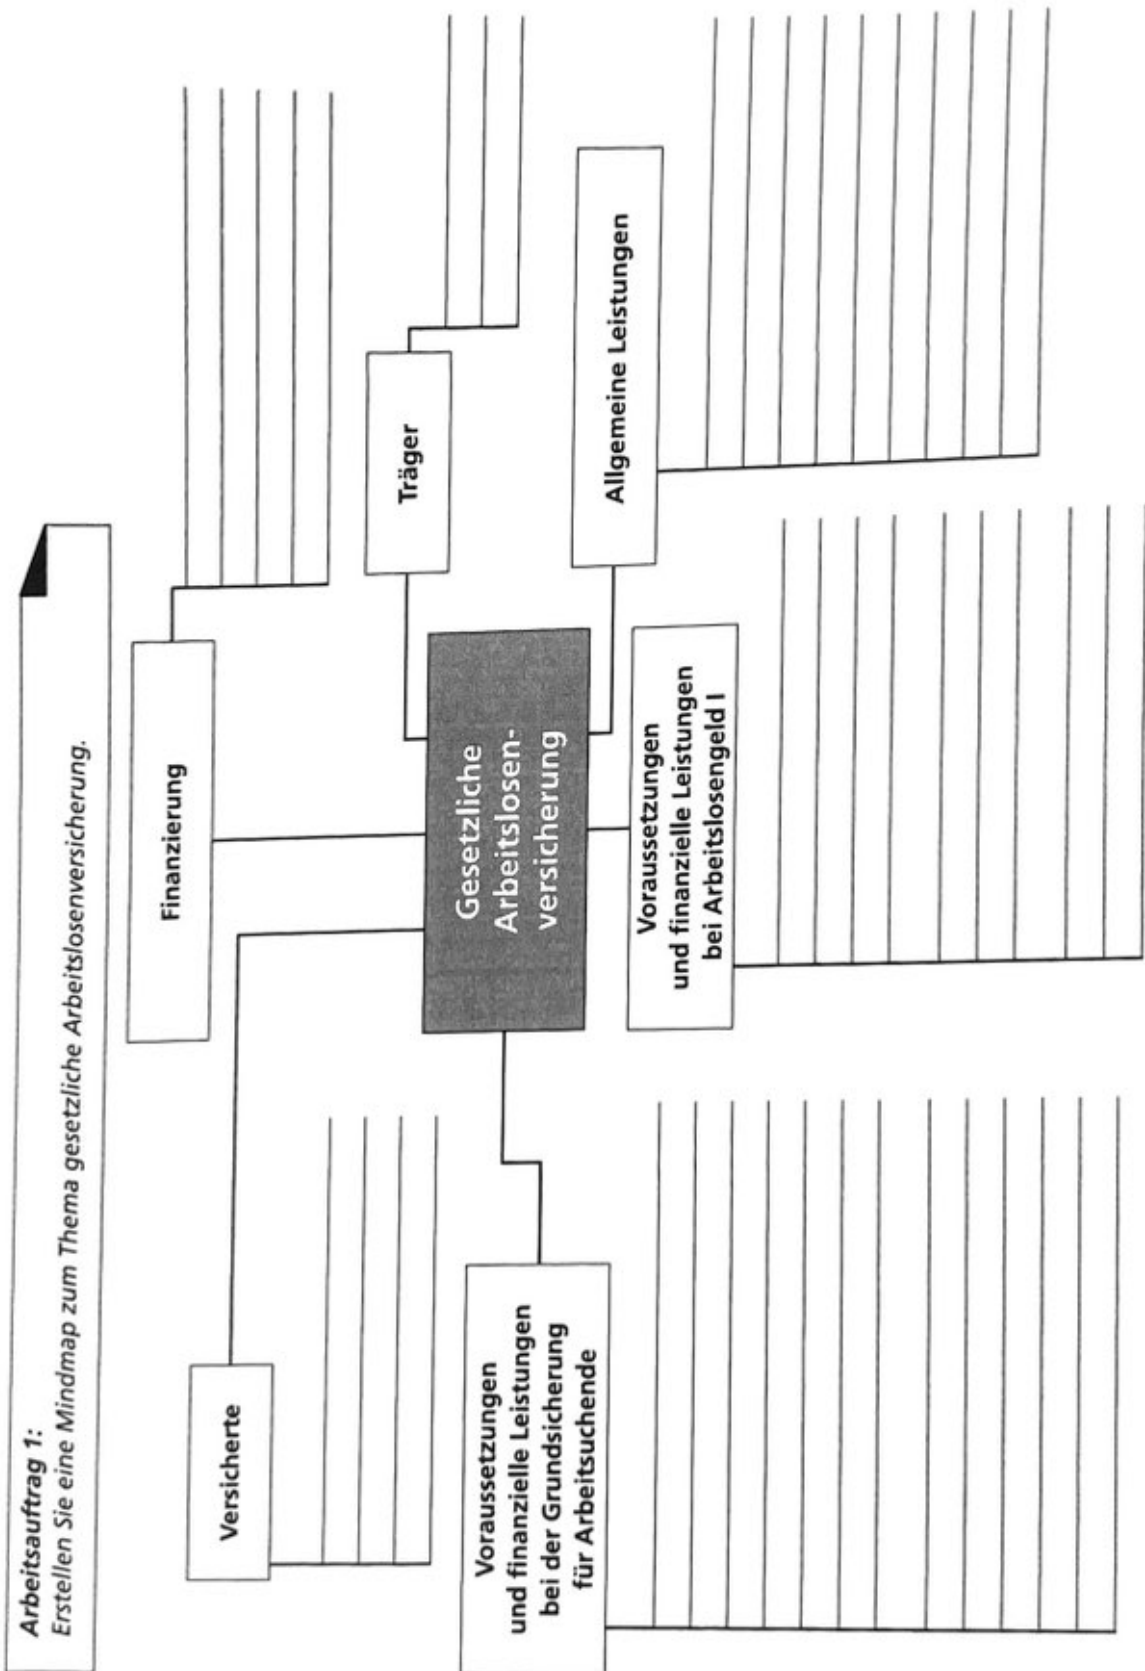 Arbeitsauftrag 1:
Erstellen Sie eine Mindmap zum Thema gesetzliche Arbeitslosenversicherung.
Versicherte
Finanzierung
Träger
Gesetzliche
Arbeitslosen-
versicherung
Voraussetzungen
und finanzielle Leistungen
bei der Grundsicherung
für Arbeitsuchende
Voraussetzungen
und finanzielle Leistungen
bei Arbeitslosengeld I
Allgemeine Leistungen